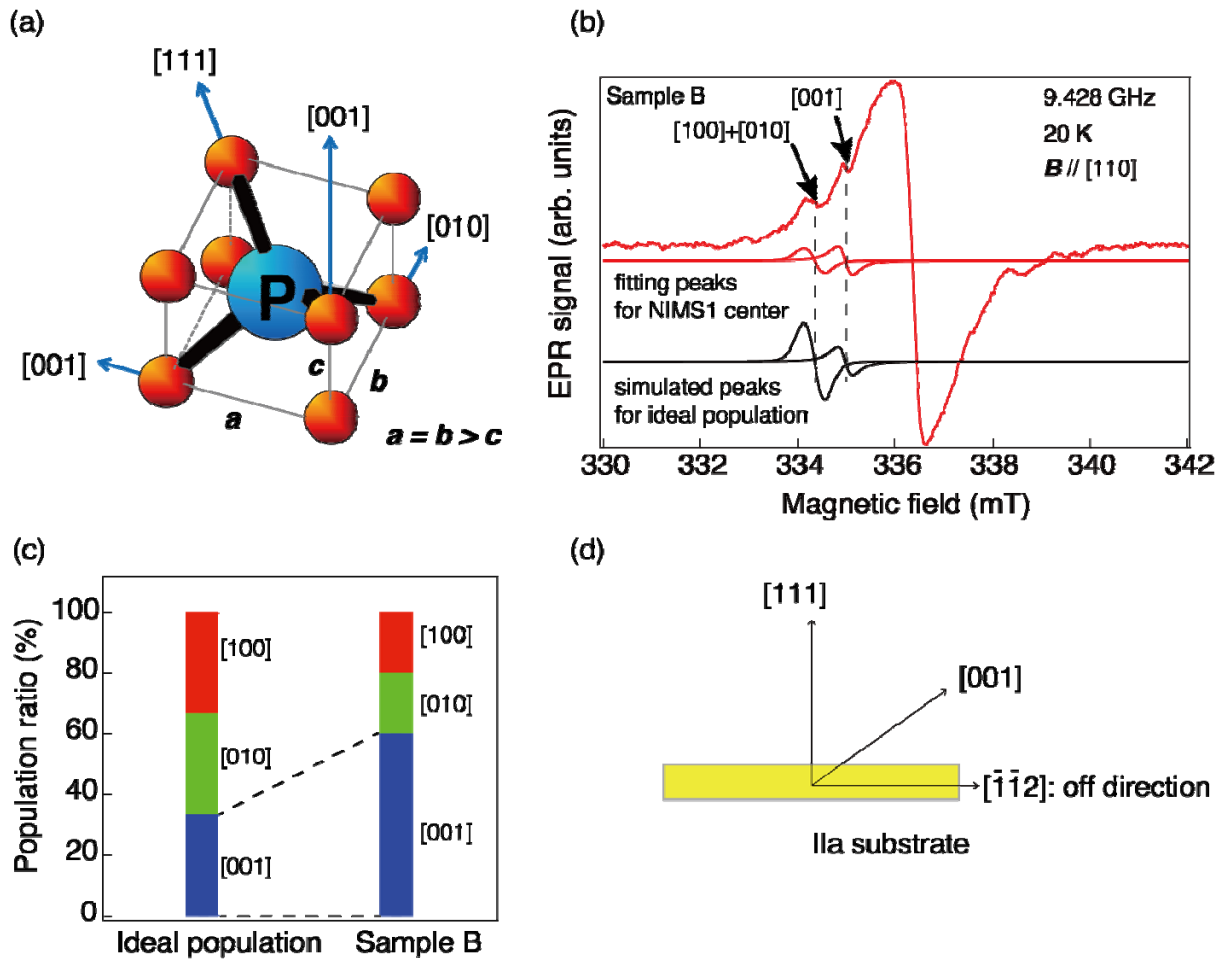 (a)
[111]
[001]
[010]
P
[001]
c
b
a
a = b > c
(b)
Sample B
[001]
[100]+[010]
9.428 GHz
20 K
B // [110]
EPR signal (arb. units)
fitting peaks
for NIMS1 center
simulated peaks
for ideal population
330 332 334 336 338 340 342
Magnetic field (mT)
(c)
Population ratio (%)
100
80
60
40
20
0
[100]
[010]
[001]
[100]
[010]
[001]
Ideal population
Sample B
(d)
[111]
[001]
[1̄1̄2]: off direction
IIa substrate